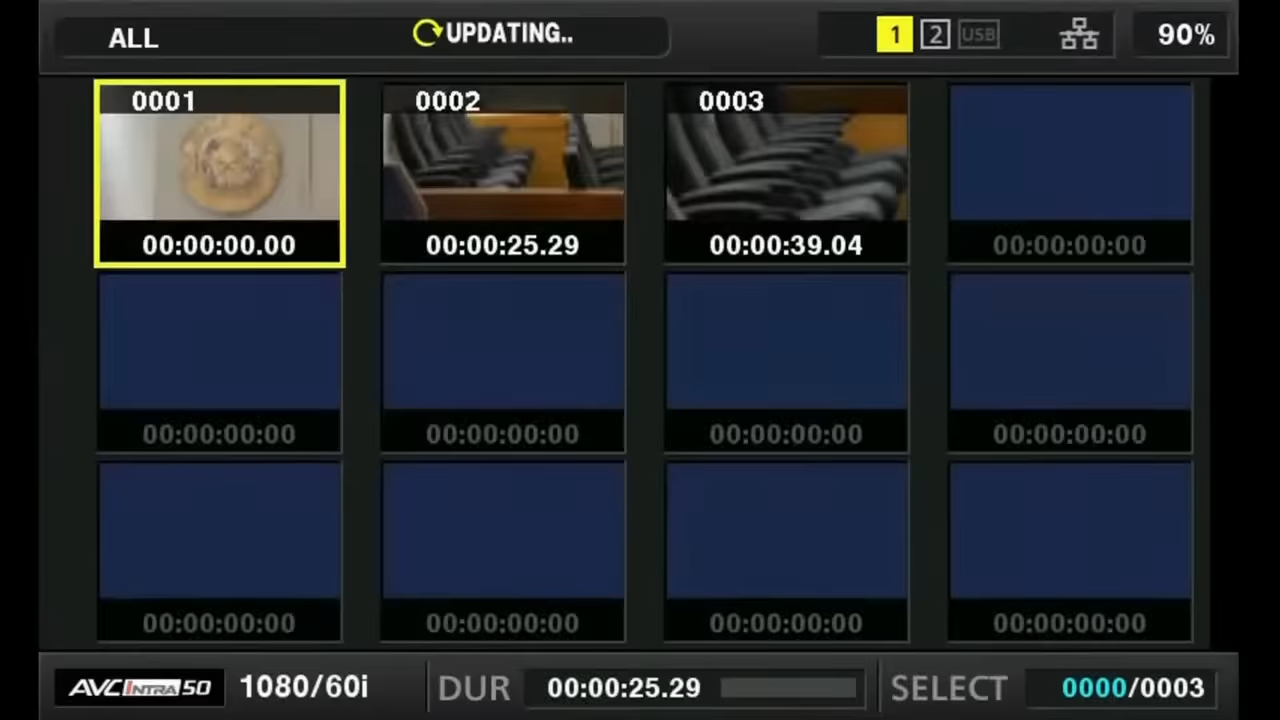 ALL
UPDATING..
1 2 USB
90%
0001 0002 0003
00:00:00.00 00:00:25.29 00:00:39.04 00:00:00:00
00:00:00:00 00:00:00:00 00:00:00:00 00:00:00:00
00:00:00:00 00:00:00:00 00:00:00:00 00:00:00:00
AVC INTRA 50 1080/60i DUR 00:00:25.29 SELECT 0000/0003